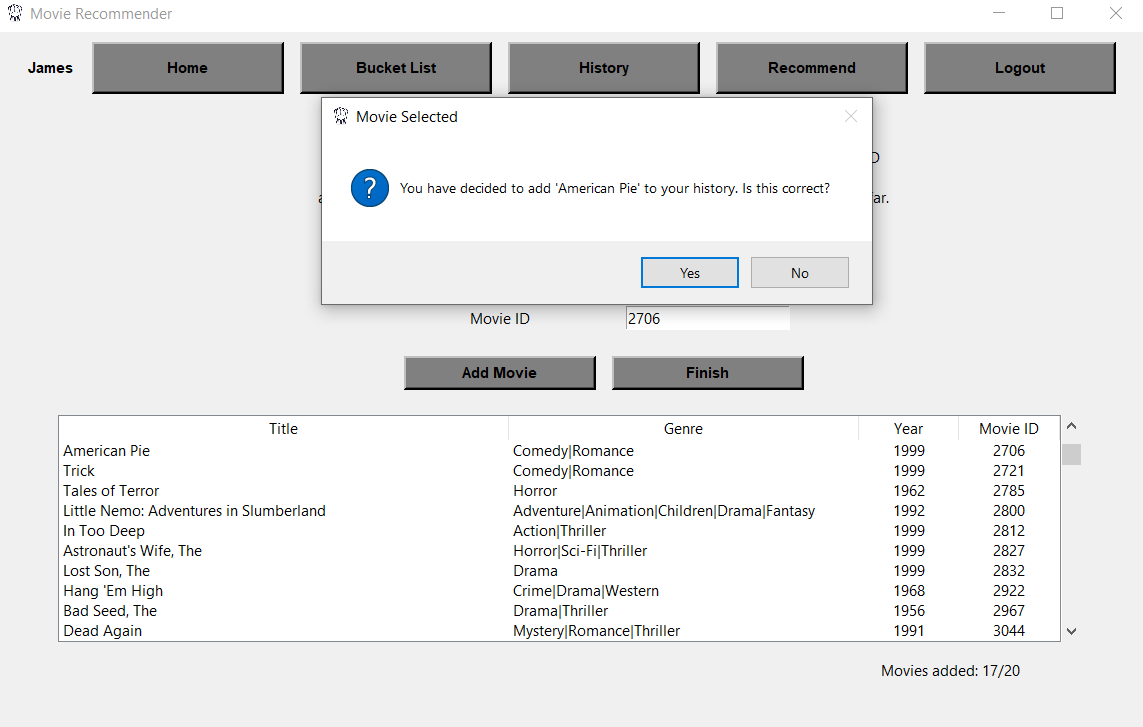 Movie Recommender
James Home Bucket List History Recommend Logout
Movie Selected
You have decided to add 'American Pie' to your history. Is this correct?
far.
Yes No
Movie ID 2706
Add Movie Finish
Title Genre Year Movie ID
American Pie Comedy|Romance 1999 2706
Trick Comedy|Romance 1999 2721
Tales of Terror Horror 1962 2785
Little Nemo: Adventures in Slumberland Adventure|Animation|Children|Drama|Fantasy 1992 2800
In Too Deep Action|Thriller 1999 2812
Astronaut's Wife, The Horror|Sci-Fi|Thriller 1999 2827
Lost Son, The Drama 1999 2832
Hang 'Em High Crime|Drama|Western 1968 2922
Bad Seed, The Drama|Thriller 1956 2967
Dead Again Mystery|Romance|Thriller 1991 3044
Movies added: 17/20